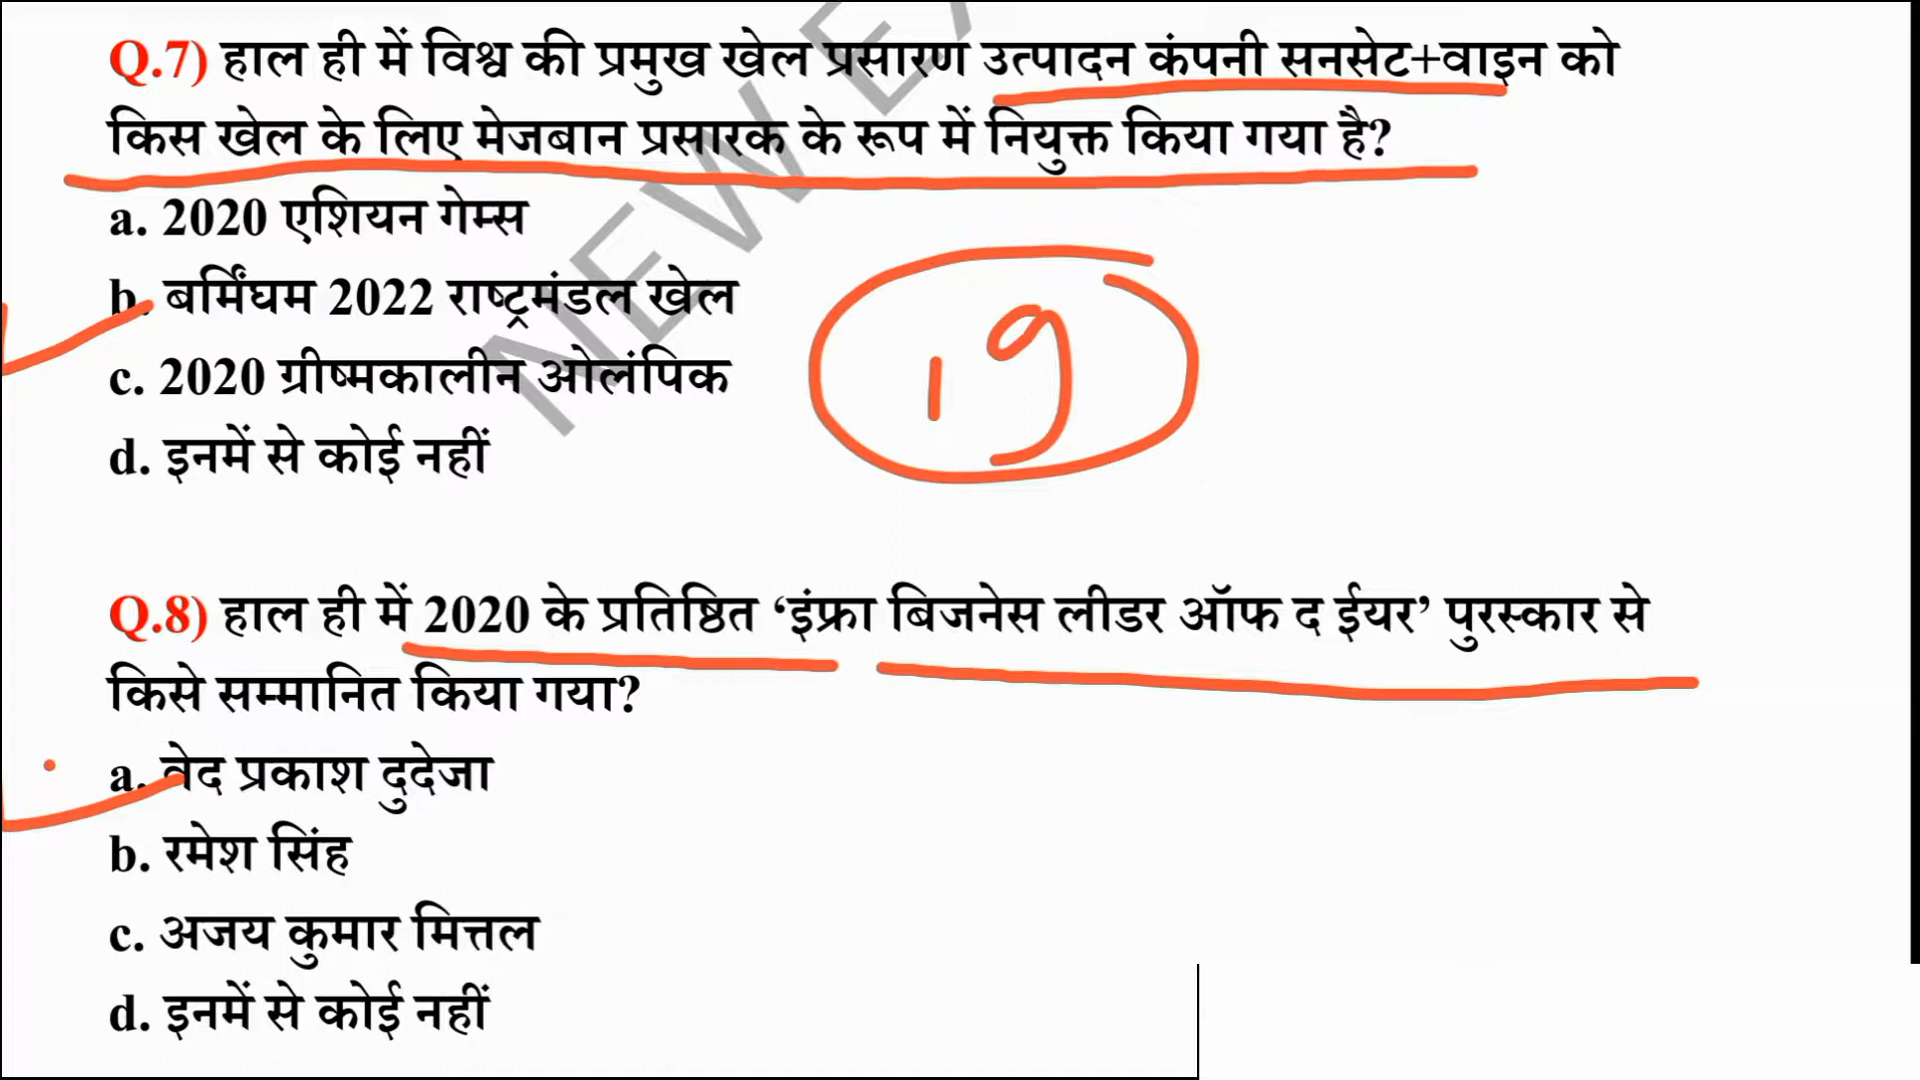 Q.7) हाल ही में विश्व की प्रमुख खेल प्रसारण उत्पादन कंपनी सनसेट+वाइन को
किस खेल के लिए मेजबान प्रसारक के रूप में नियुक्त किया गया है?
a. 2020 एशियन गेम्स
b. बर्मिंघम 2022 राष्ट्रमंडल खेल
c. 2020 ग्रीष्मकालीन ओलंपिक
d. इनमें से कोई नहीं
19
NEW EX
Q.8) हाल ही में 2020 के प्रतिष्ठित ‘इंफ्रा बिजनेस लीडर ऑफ द ईयर’ पुरस्कार से
किसे सम्मानित किया गया?
a. वेद प्रकाश दुदेजा
b. रमेश सिंह
c. अजय कुमार मित्तल
d. इनमें से कोई नहीं